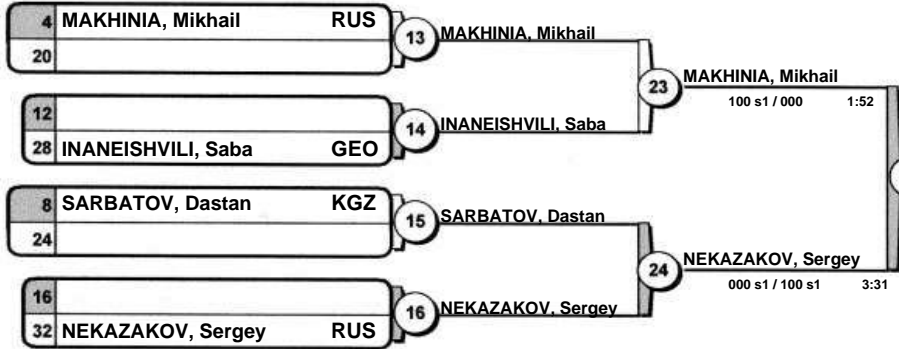 4 MAKHINIA, Mikhail RUS
20
13 MAKHINIA, Mikhail
12
28 INANEISHVILI, Saba GEO
14 INANEISHVILI, Saba
23 MAKHINIA, Mikhail
100 s1 / 000 1:52
8 SARBATOV, Dastan KGZ
24
15 SARBATOV, Dastan
16
32 NEKAZAKOV, Sergey RUS
16 NEKAZAKOV, Sergey
24 NEKAZAKOV, Sergey
000 s1 / 100 s1 3:31